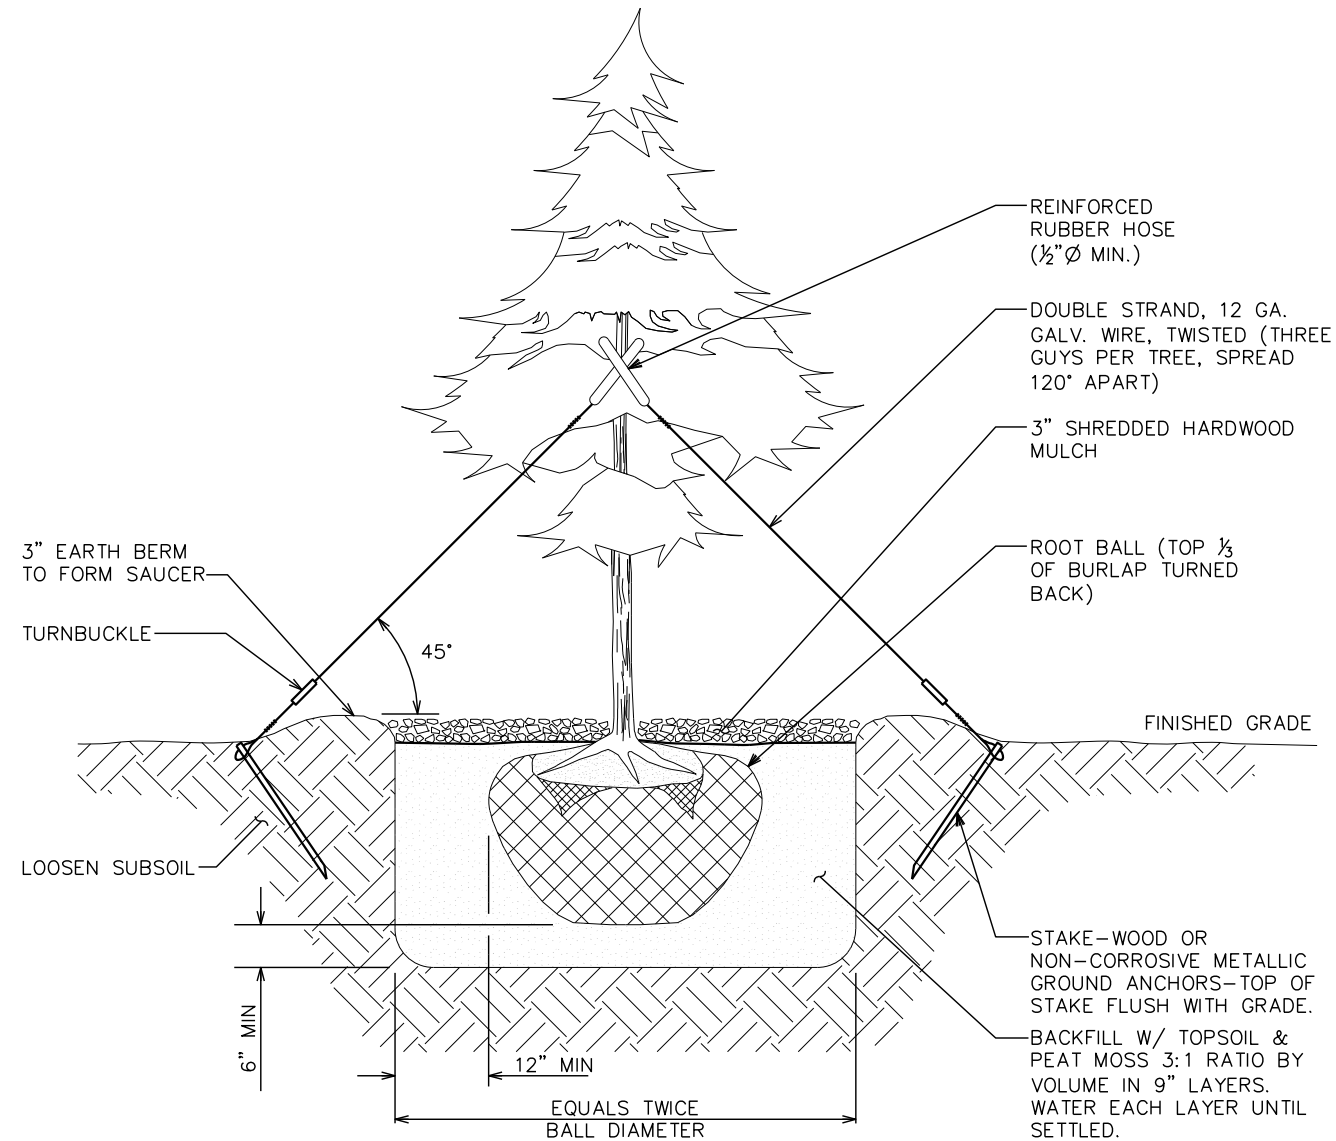 REINFORCED
RUBBER HOSE
(½"Ø MIN.)
DOUBLE STRAND, 12 GA.
GALV. WIRE, TWISTED (THREE
GUYS PER TREE, SPREAD
120° APART)
3" SHREDDED HARDWOOD
MULCH
ROOT BALL (TOP ⅓
OF BURLAP TURNED
BACK)
3" EARTH BERM
TO FORM SAUCER
TURNBUCKLE
45°
FINISHED GRADE
LOOSEN SUBSOIL
STAKE-WOOD OR
NON-CORROSIVE METALLIC
GROUND ANCHORS-TOP OF
STAKE FLUSH WITH GRADE.
BACKFILL W/ TOPSOIL &
PEAT MOSS 3:1 RATIO BY
VOLUME IN 9" LAYERS.
WATER EACH LAYER UNTIL
SETTLED.
6" MIN
12" MIN
EQUALS TWICE
BALL DIAMETER